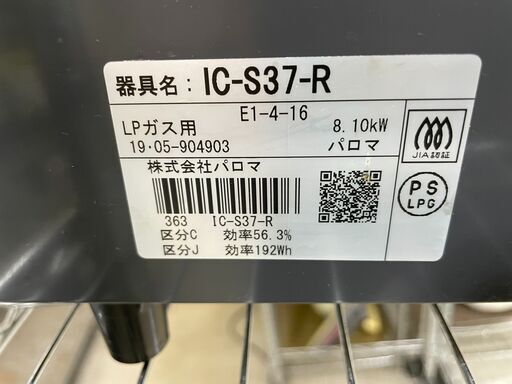 器具名：IC-S37-R
E1-4-16
LPガス用 8.10kW
19・05-904903 パロマ
株式会社パロマ
363 IC-S37-R
区分C 効率56.3%
区分J 効率192Wh
JIA認証
PS
LPG